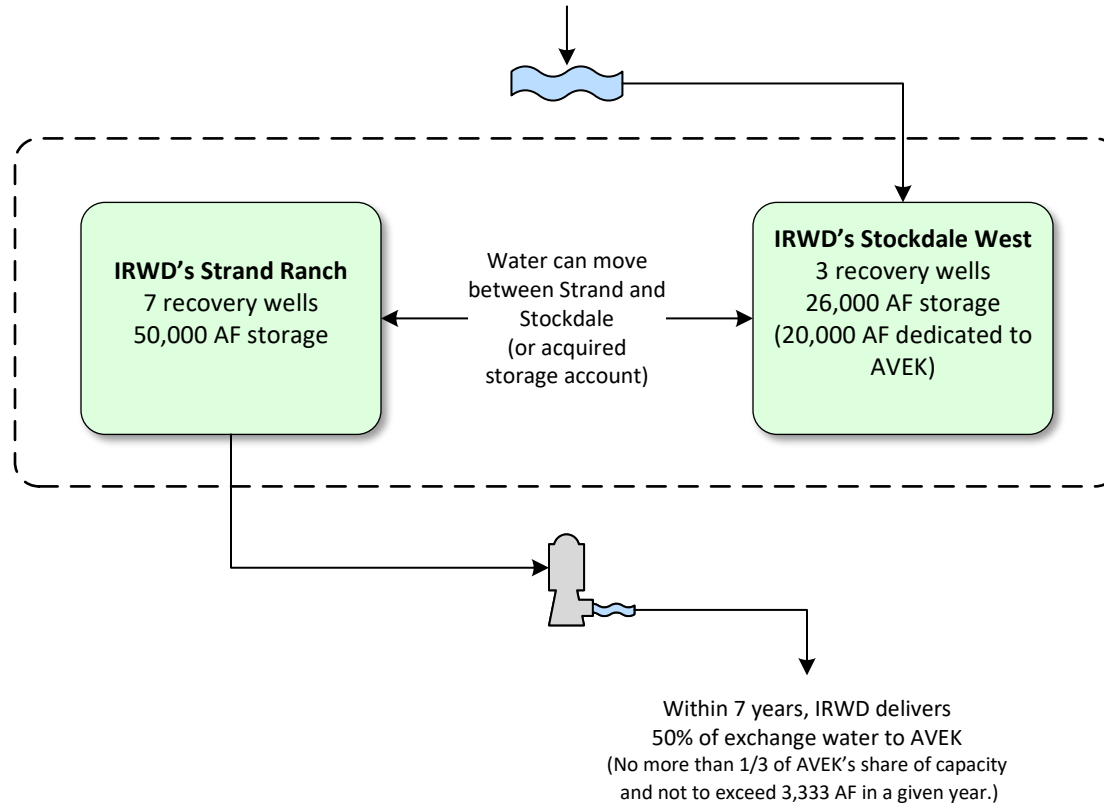 IRWD's Strand Ranch
7 recovery wells
50,000 AF storage
Water can move
between Strand and
Stockdale
(or acquired
storage account)
IRWD's Stockdale West
3 recovery wells
26,000 AF storage
(20,000 AF dedicated to
AVEK)
Within 7 years, IRWD delivers
50% of exchange water to AVEK
(No more than 1/3 of AVEK's share of capacity
and not to exceed 3,333 AF in a given year.)